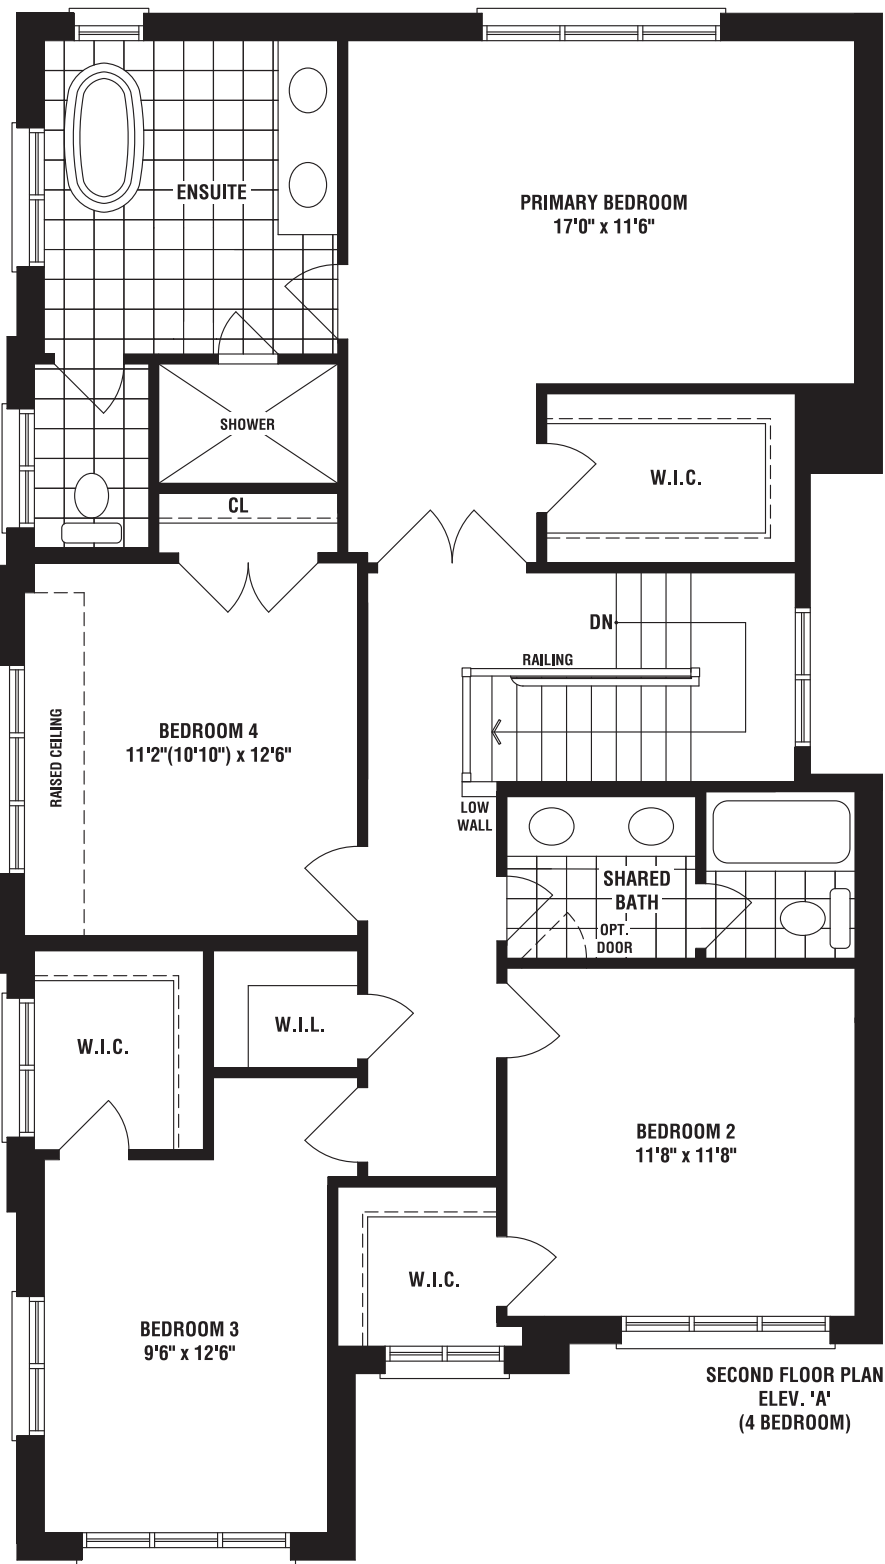 ENSUITE
PRIMARY BEDROOM
17'0" x 11'6"
SHOWER
W.I.C.
CL
DN
RAILING
RAISED CEILING
BEDROOM 4
11'2"(10'10") x 12'6"
LOW
WALL
SHARED
BATH
OPT.
DOOR
W.I.C.
W.I.L.
BEDROOM 2
11'8" x 11'8"
W.I.C.
BEDROOM 3
9'6" x 12'6"
SECOND FLOOR PLAN
ELEV. 'A'
(4 BEDROOM)